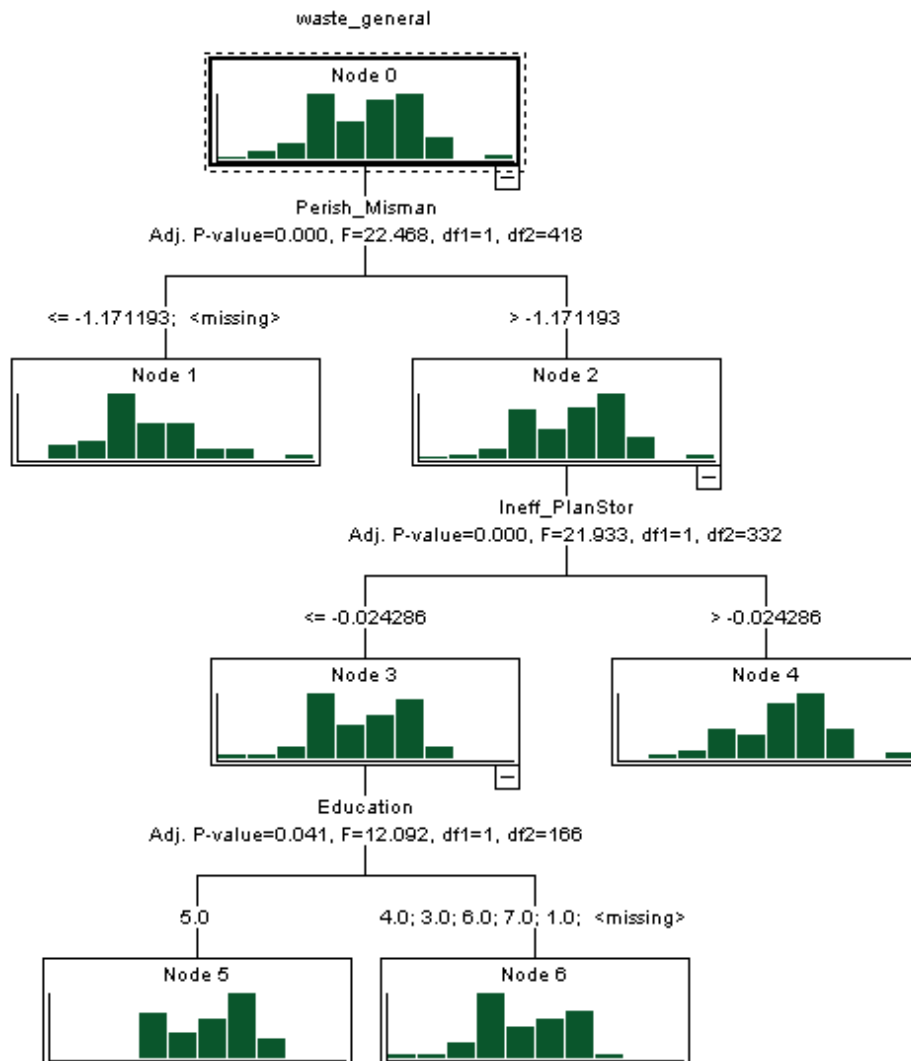 waste_general
Node 0
Perish_Misman
Adj. P-value=0.000, F=22.468, df1=1, df2=418
<= -1.171193; <missing>
> -1.171193
Node 1
Node 2
Ineff_PlanStor
Adj. P-value=0.000, F=21.933, df1=1, df2=332
<= -0.024286
> -0.024286
Node 3
Node 4
Education
Adj. P-value=0.041, F=12.092, df1=1, df2=166
5.0
4.0; 3.0; 6.0; 7.0; 1.0; <missing>
Node 5
Node 6